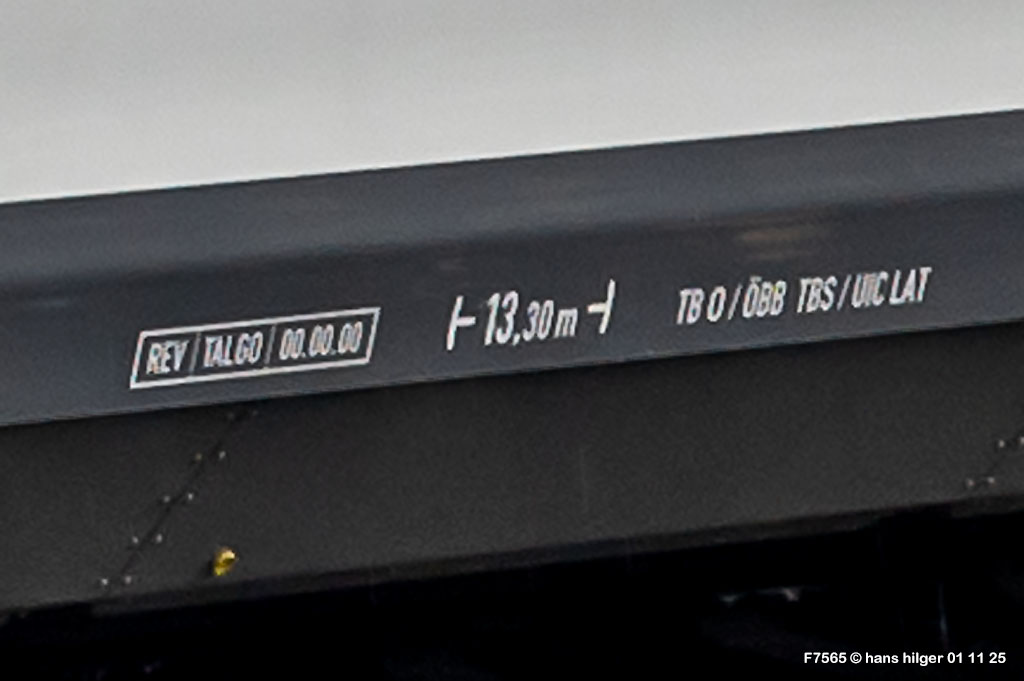 REV TALGO 00.00.00
13,30 m
TB 0 / ÖBB TBS / UIC LAT
F7565 © hans hilger 01 11 25